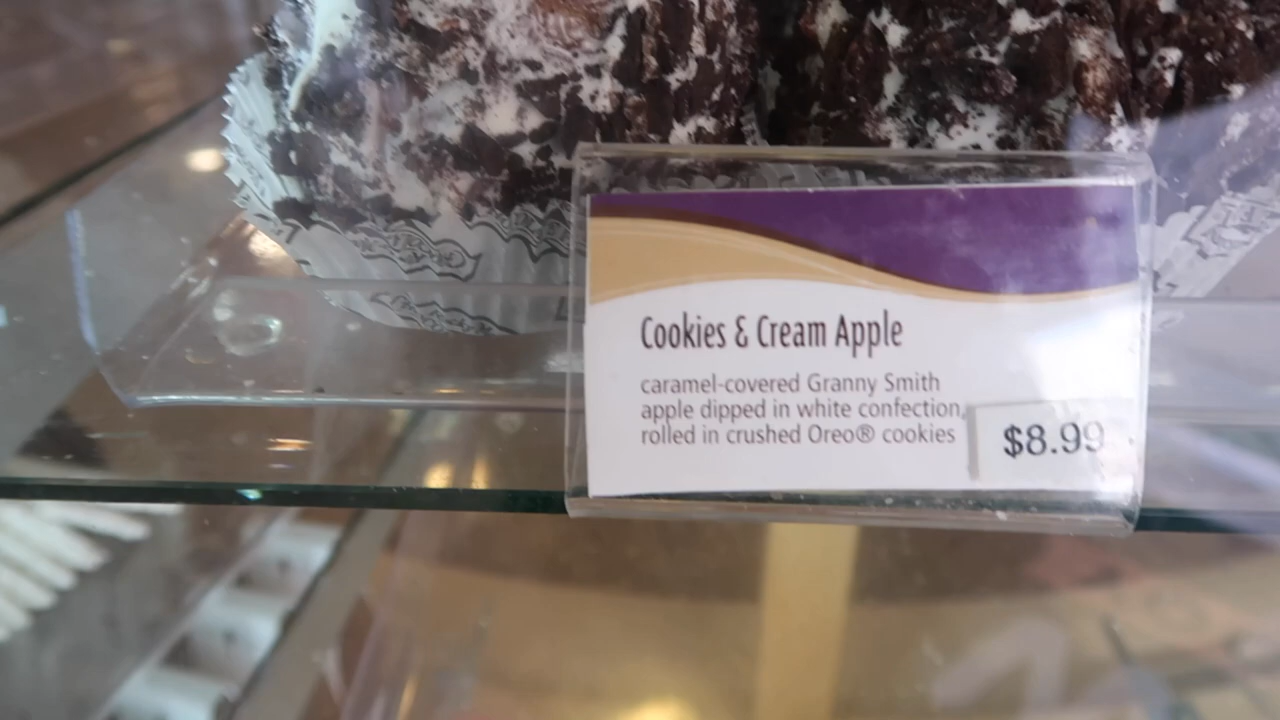 Cookies & Cream Apple
caramel-covered Granny Smith
apple dipped in white confection,
rolled in crushed Oreo® cookies
$8.99